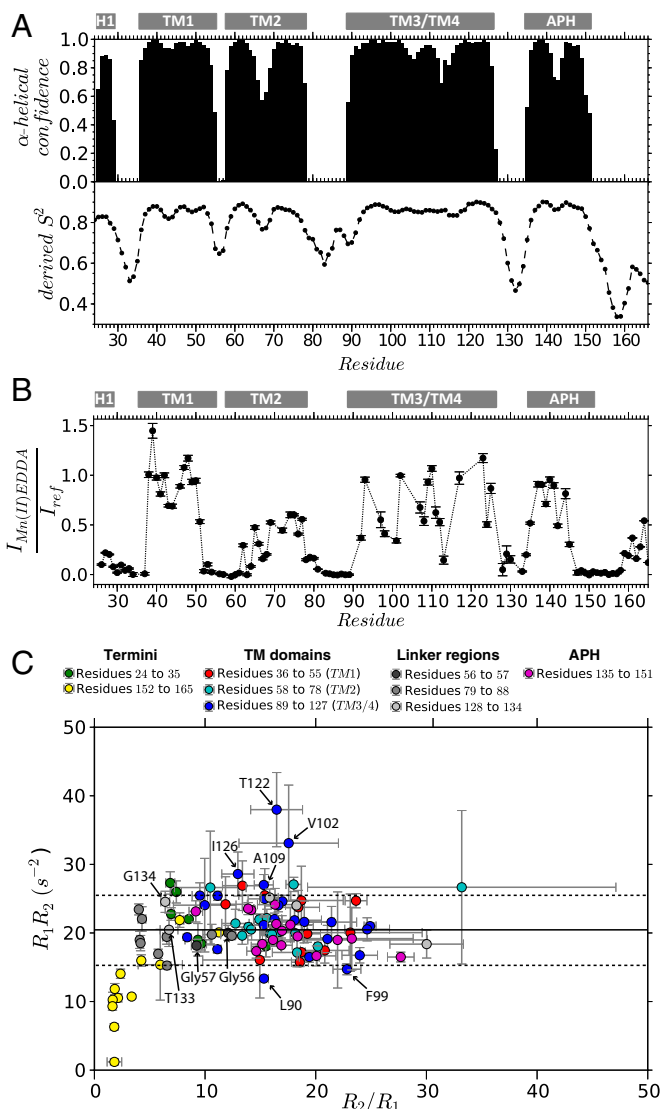 A
H1 TM1 TM2 TM3/TM4 APH
α-helical confidence
1.0
0.8
0.6
0.4
0.2
0.0
derived S²
0.8
0.6
0.4
30 40 50 60 70 80 90 100 110 120 130 140 150 160
Residue
B
H1 TM1 TM2 TM3/TM4 APH
I_Mn(II)EDDA
I_ref
1.5
1.0
0.5
0.0
30 40 50 60 70 80 90 100 110 120 130 140 150 160
Residue
C
Termini TM domains Linker regions APH
Residues 24 to 35 Residues 36 to 55 (TM1) Residues 56 to 57 Residues 135 to 151
Residues 152 to 165 Residues 58 to 78 (TM2) Residues 79 to 88
Residues 89 to 127 (TM3/4) Residues 128 to 134
R₁R₂ (s⁻²)
50
40
30
20
10
0
T122
V102
I126
A109
G134
Gly57
Gly56
T133
L90
F99
0 10 20 30 40 50
R₂/R₁